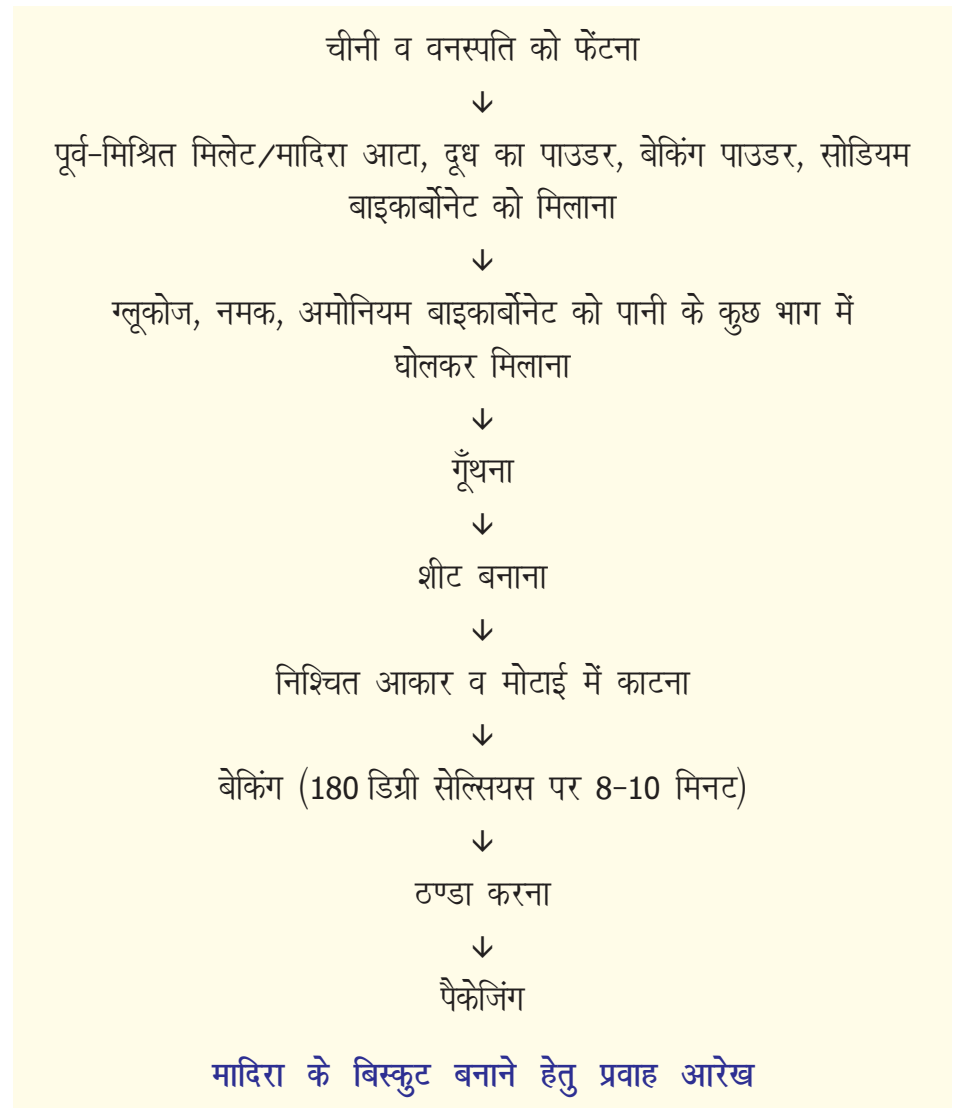 चीनी व वनस्पति को फेंटना
↓
पूर्व-मिश्रित मिलेट/मादिरा आटा, दूध का पाउडर, बेकिंग पाउडर, सोडियम
बाइकार्बोनेट को मिलाना
↓
ग्लूकोज, नमक, अमोनियम बाइकार्बोनेट को पानी के कुछ भाग में
घोलकर मिलाना
↓
गूँथना
↓
शीट बनाना
↓
निश्चित आकार व मोटाई में काटना
↓
बेकिंग (180 डिग्री सेल्सियस पर 8-10 मिनट)
↓
ठण्डा करना
↓
पैकेजिंग
मादिरा के बिस्कुट बनाने हेतु प्रवाह आरेख